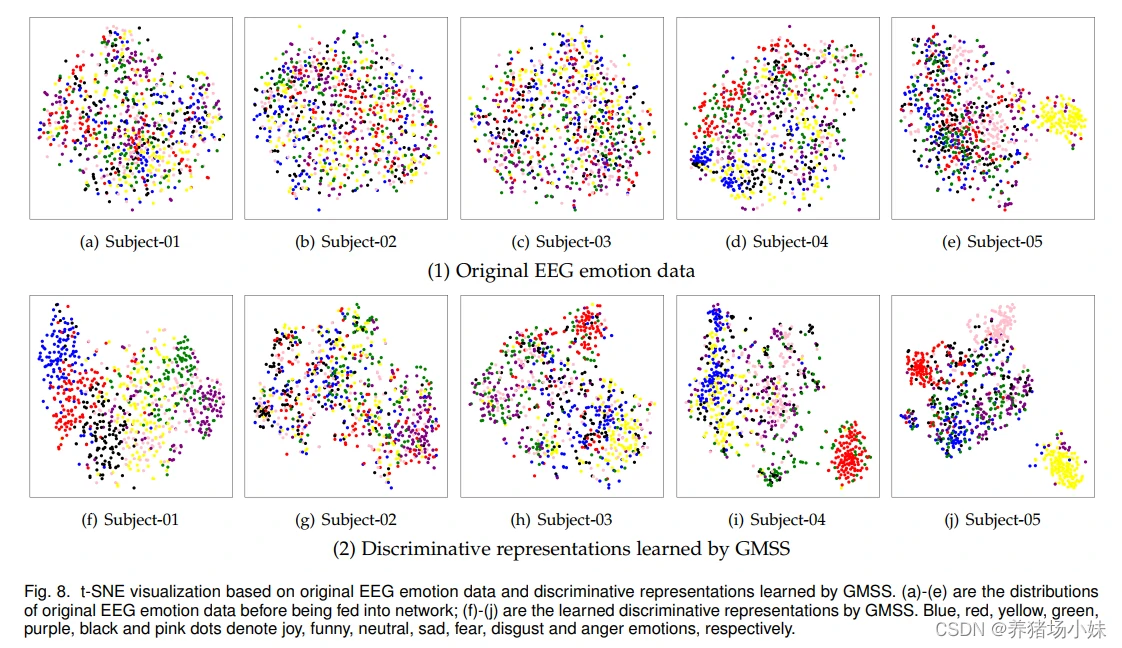 (a) Subject-01 (b) Subject-02 (c) Subject-03 (d) Subject-04 (e) Subject-05
(1) Original EEG emotion data
(f) Subject-01 (g) Subject-02 (h) Subject-03 (i) Subject-04 (j) Subject-05
(2) Discriminative representations learned by GMSS
Fig. 8. t-SNE visualization based on original EEG emotion data and discriminative representations learned by GMSS. (a)-(e) are the distributions
of original EEG emotion data before being fed into network; (f)-(j) are the learned discriminative representations by GMSS. Blue, red, yellow, green,
purple, black and pink dots denote joy, funny, neutral, sad, fear, disgust and anger emotions, respectively.
CSDN @养猪场小妹